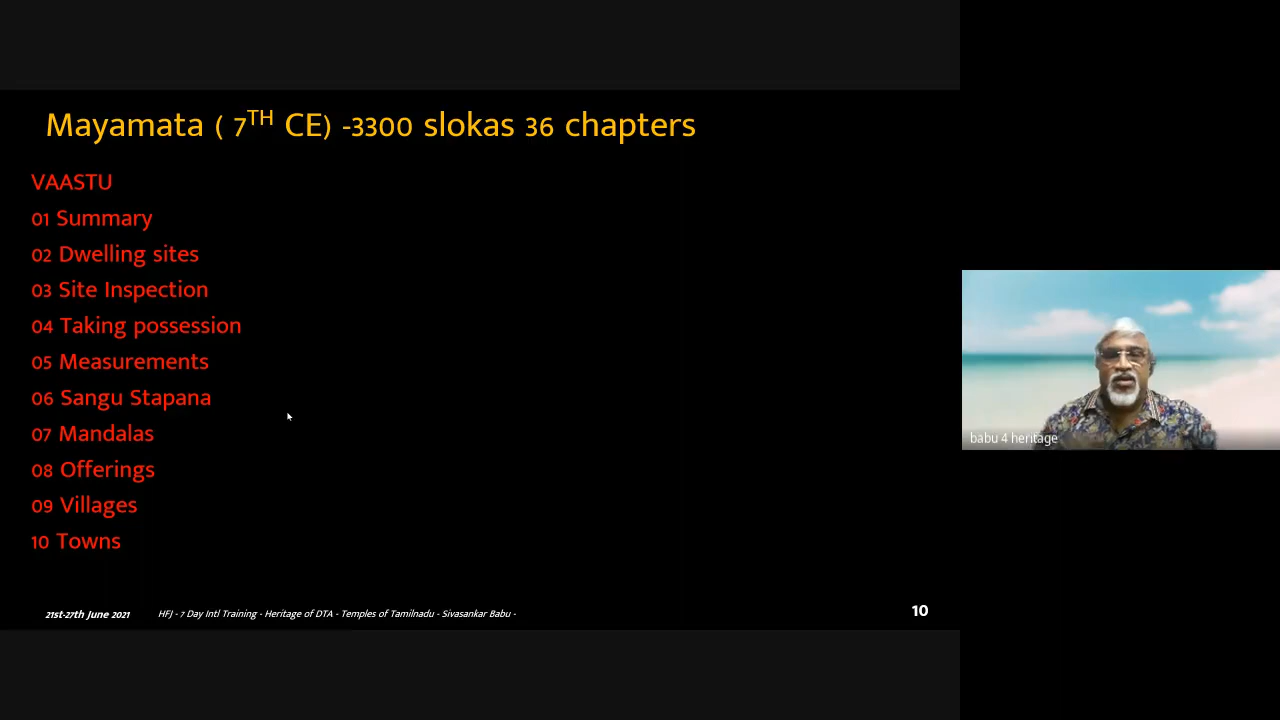 Mayamata ( 7TH CE) -3300 slokas 36 chapters
VAASTU
01 Summary
02 Dwelling sites
03 Site Inspection
04 Taking possession
05 Measurements
06 Sangu Stapana
07 Mandalas
08 Offerings
09 Villages
10 Towns
21st-27th June 2021 HFJ - 7 Day Intl Training - Heritage of DTA - Temples of Tamilnadu - Sivasankar Babu - 10
babu 4 heritage